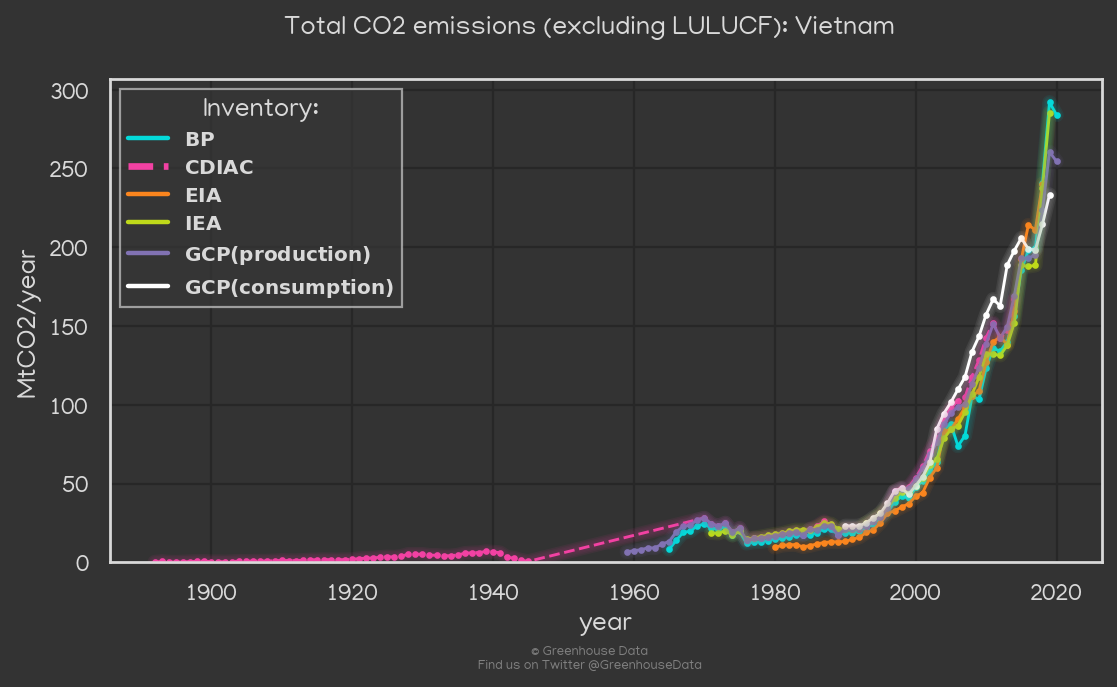 Total CO2 emissions (excluding LULUCF): Vietnam
300
250
200
150
100
50
0
MtCO2/year
Inventory:
BP
CDIAC
EIA
IEA
GCP(production)
GCP(consumption)
1900
1920
1940
1960
1980
2000
2020
year
© Greenhouse Data
Find us on Twitter @GreenhouseData